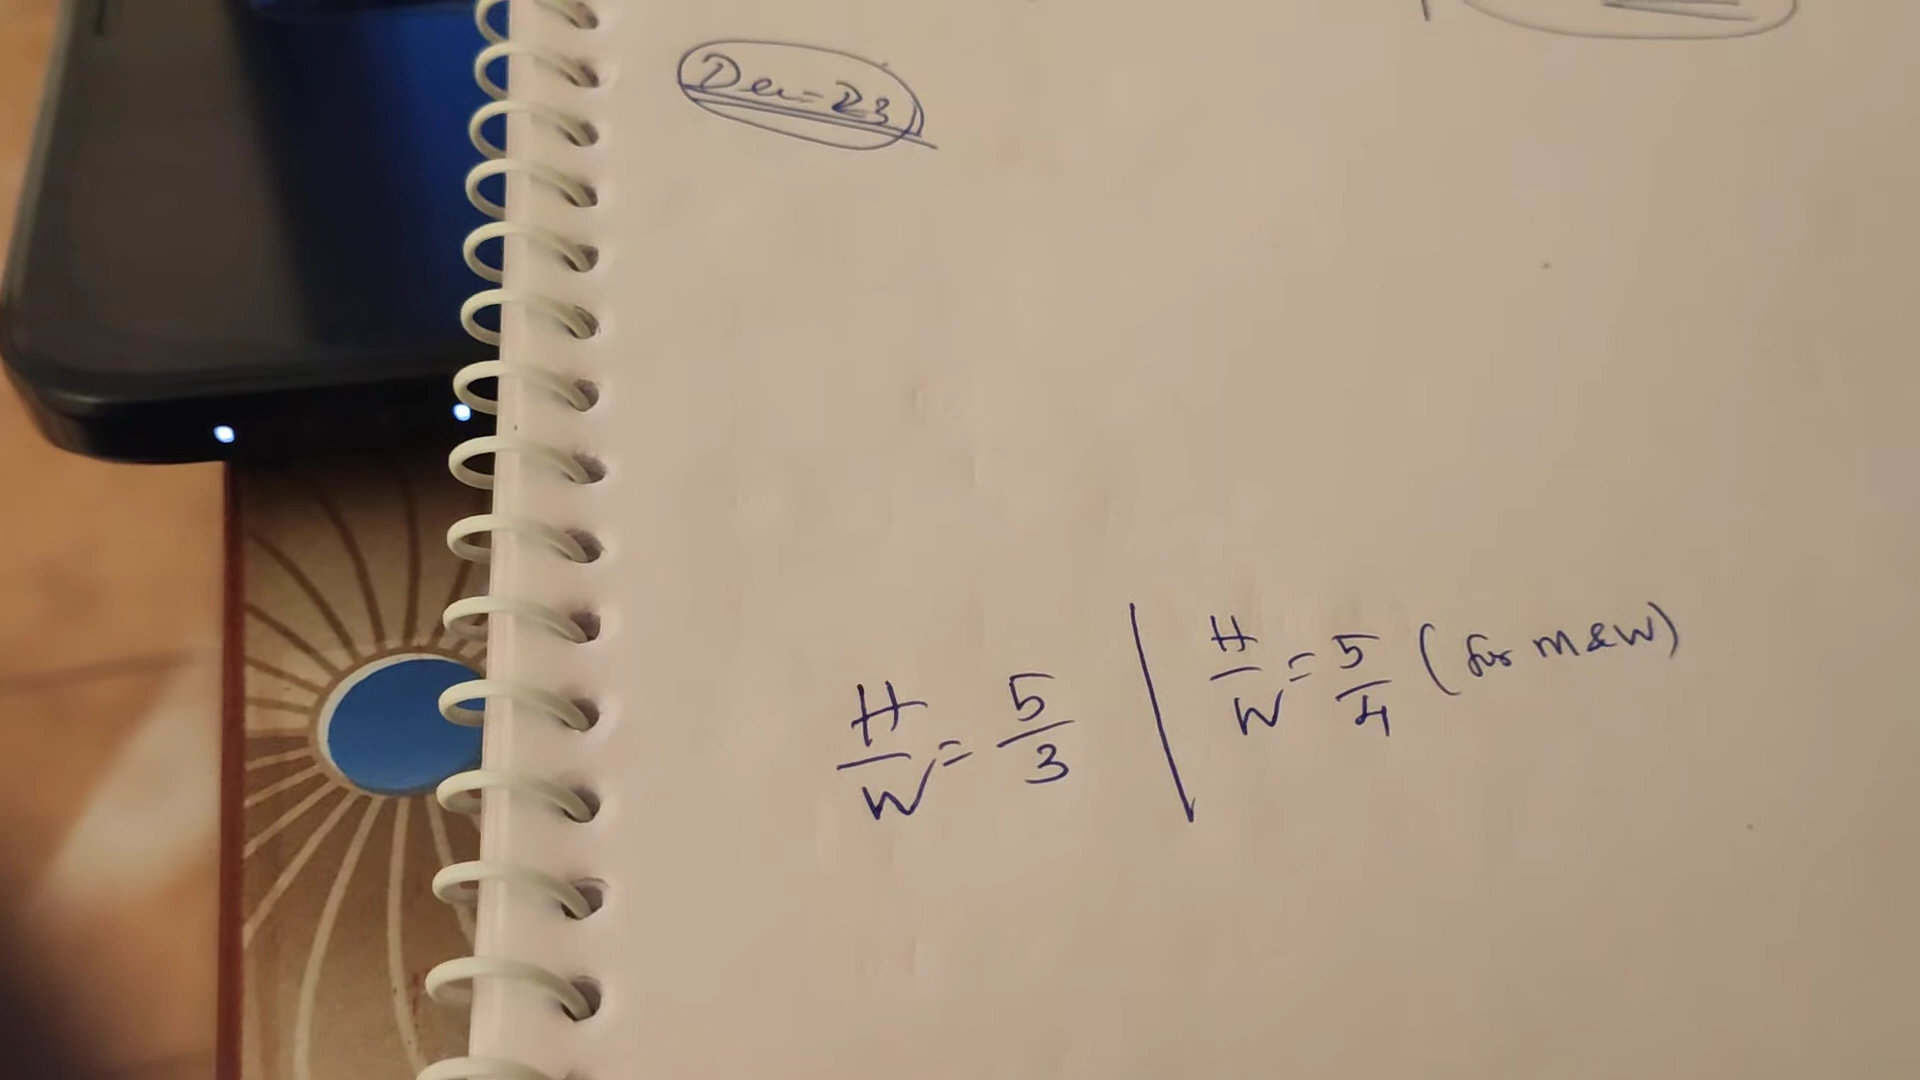 Dec-23
H/W = 5/3 | H/W = 5/4 (for M&W)